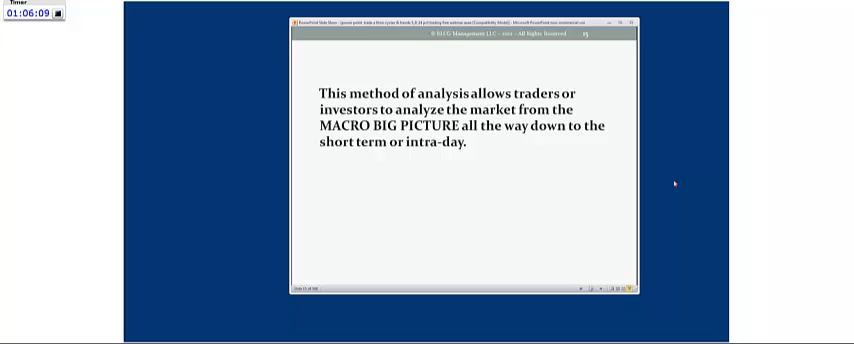 Timer
01:06:09
© BLCG Management LLC - - All Rights Reserved 15
This method of analysis allows traders or
investors to analyze the market from the
MACRO BIG PICTURE all the way down to the
short term or intra-day.